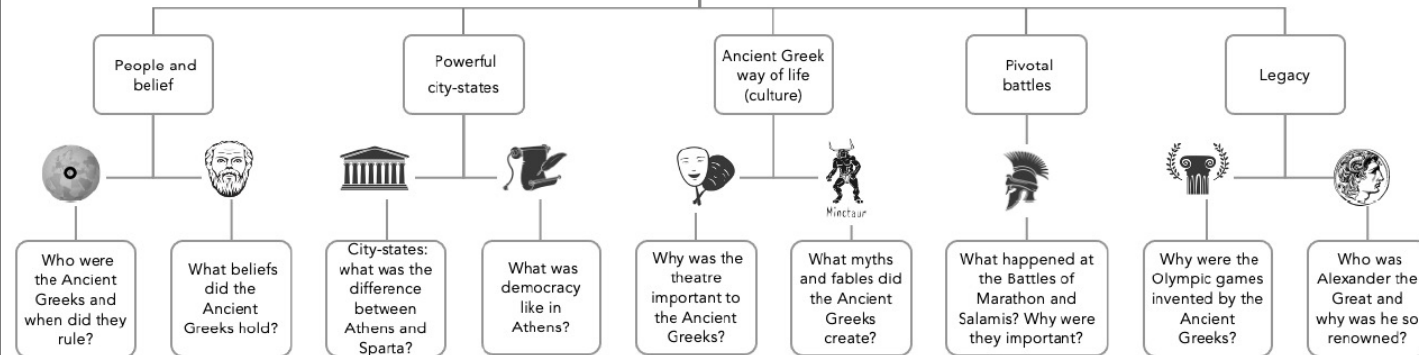 People and
belief
Powerful
city-states
Ancient Greek
way of life
(culture)
Pivotal
battles
Legacy
Minctaur
Who were
the Ancient
Greeks and
when did they
rule?
What beliefs
did the
Ancient
Greeks hold?
City-states:
what was the
difference
between
Athens and
Sparta?
What was
democracy
like in
Athens?
Why was the
theatre
important to
the Ancient
Greeks?
What myths
and fables did
the Ancient
Greeks
create?
What happened at
the Battles of
Marathon and
Salamis? Why were
they important?
Why were the
Olympic games
invented by the
Ancient
Greeks?
Who was
Alexander the
Great and
why was he so
renowned?